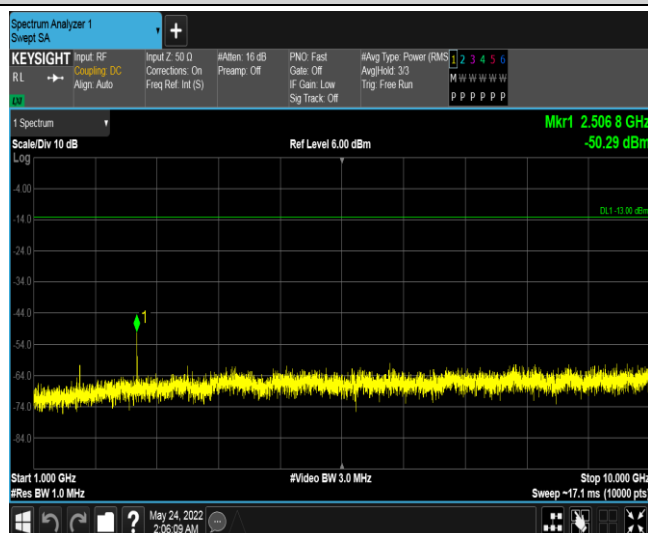 Spectrum Analyzer 1
Swept SA
+
KEYSIGHT Input: RF Input Z: 50 Ω #Atten: 16 dB PNO: Fast #Avg Type: Power (RMS 1 2 3 4 5 6
RL Coupling: DC Corrections: On Preamp: Off Gate: Off Avg|Hold: 3/3 M W W W W W
Align: Auto Freq Ref: Int (S) IF Gain: Low Trig: Free Run P P P P P P
Sig Track: Off
1 Spectrum Mkr1 2.506 8 GHz
Scale/Div 10 dB Ref Level 6.00 dBm -50.29 dBm
Log
-4.00
DL1 -13.00 dBm
-14.0
-24.0
-34.0
-44.0 1
-54.0
-64.0
-74.0
-84.0
Start 1.000 GHz #Video BW 3.0 MHz Stop 10.000 GHz
#Res BW 1.0 MHz Sweep ~17.1 ms (10000 pts)
? May 24, 2022
2:06:09 AM